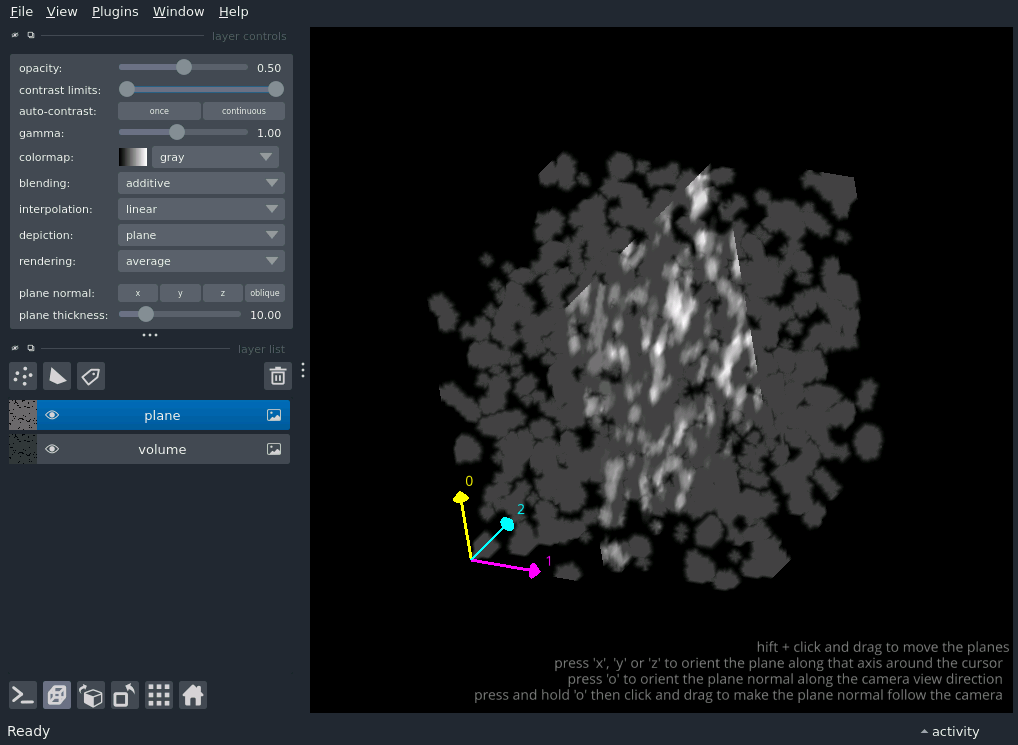 File View Plugins Window Help
layer controls
opacity: 0.50
contrast limits:
auto-contrast: once continuous
gamma: 1.00
colormap: gray
blending: additive
interpolation: linear
depiction: plane
rendering: average
plane normal: x y z oblique
plane thickness: 10.00
layer list
plane
volume
0
2
1
hift + click and drag to move the planes
press 'x', 'y' or 'z' to orient the plane along that axis around the cursor
press 'o' to orient the plane normal along the camera view direction
press and hold 'o' then click and drag to make the plane normal follow the camera
Ready activity